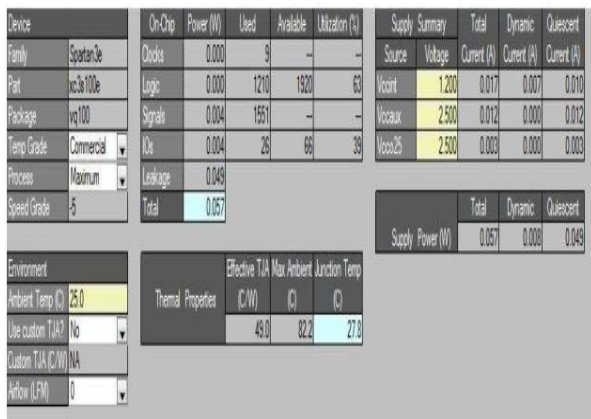 Device
Family Spartan3e
Part xc3s100e
Package vq100
Temp Grade Commercial
Process Maximum
Speed Grade -5
Environment
Ambient Temp (C) 25.0
Use custom TJA? No
Custom TJA (C/W) NA
Airflow (LFM) 0
On-Chip Power (W) Used Available Utilization (%)
Clocks 0.000 9 --- ---
Logic 0.000 1210 1920 63
Signals 0.004 1551 --- ---
IOs 0.004 26 66 39
Leakage 0.049
Total 0.057
Thermal Properties Effective TJA Max Ambient Junction Temp
(C/W) (C) (C)
49.0 82.2 27.8
Supply Summary Total Dynamic Quiescent
Source Voltage Current (A) Current (A) Current (A)
Vccint 1.200 0.017 0.007 0.010
Vccaux 2.500 0.012 0.000 0.012
Vcco25 2.500 0.003 0.000 0.003
Total Dynamic Quiescent
Supply Power (W) 0.057 0.008 0.049